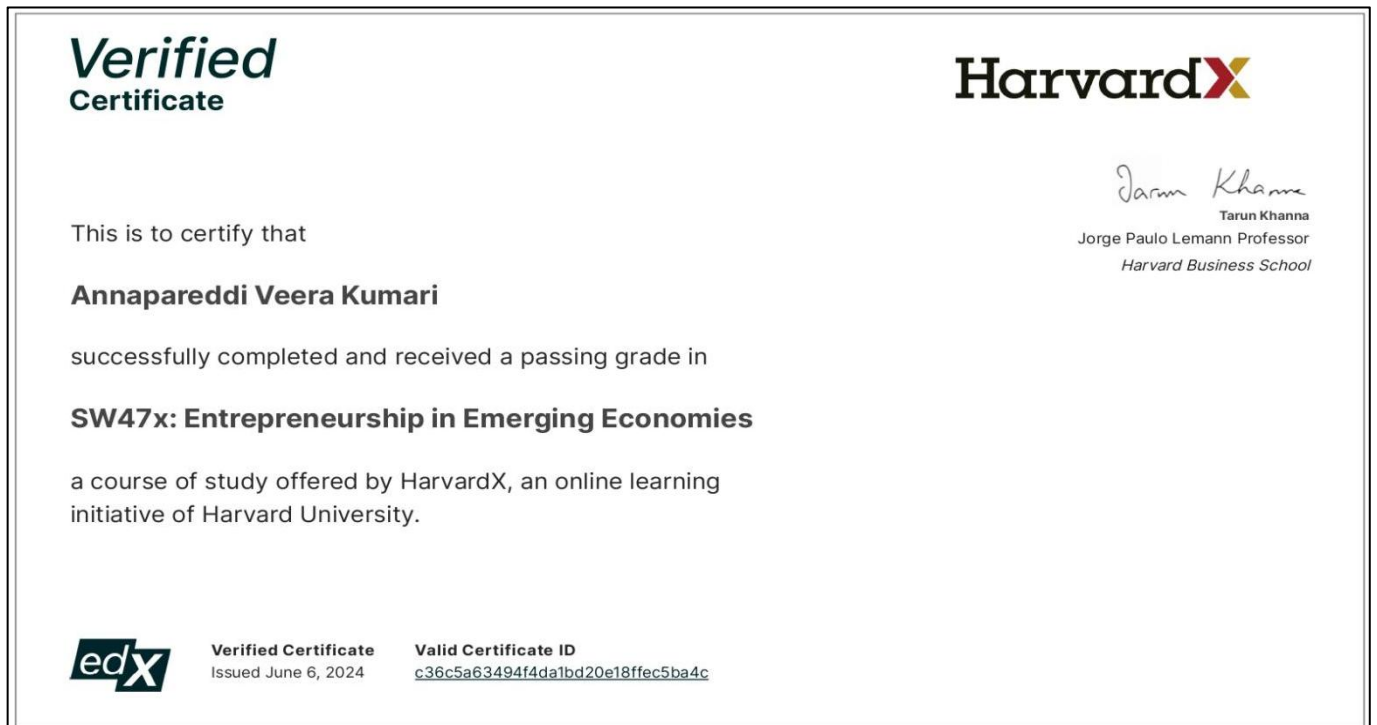 Verified
Certificate
HarvardX
Tarun Khanna
Tarun Khanna
Jorge Paulo Lemann Professor
Harvard Business School
This is to certify that
Annapareddi Veera Kumari
successfully completed and received a passing grade in
SW47x: Entrepreneurship in Emerging Economies
a course of study offered by HarvardX, an online learning
initiative of Harvard University.
edX
Verified Certificate
Issued June 6, 2024
Valid Certificate ID
c36c5a63494f4da1bd20e18ffec5ba4c